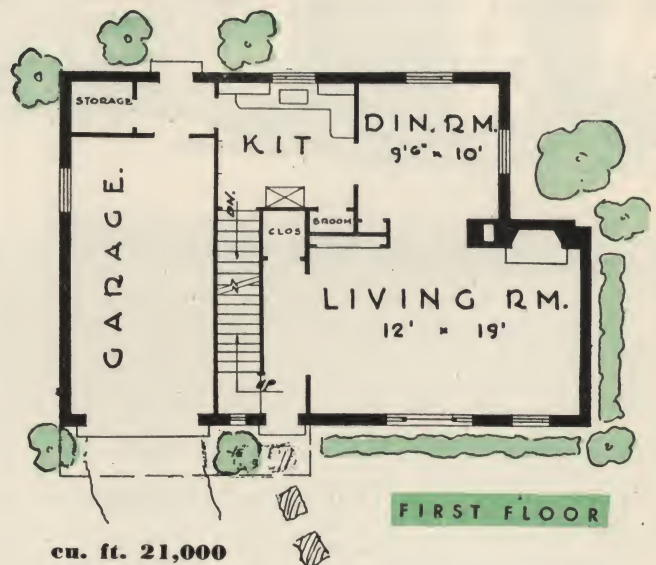 STORAGE
KIT
DIN. RM.
9'6" x 10'
GARAGE.
DN.
BROOM
CLOS
LIVING RM.
12' x 19'
UP
FIRST FLOOR
cu. ft. 21,000